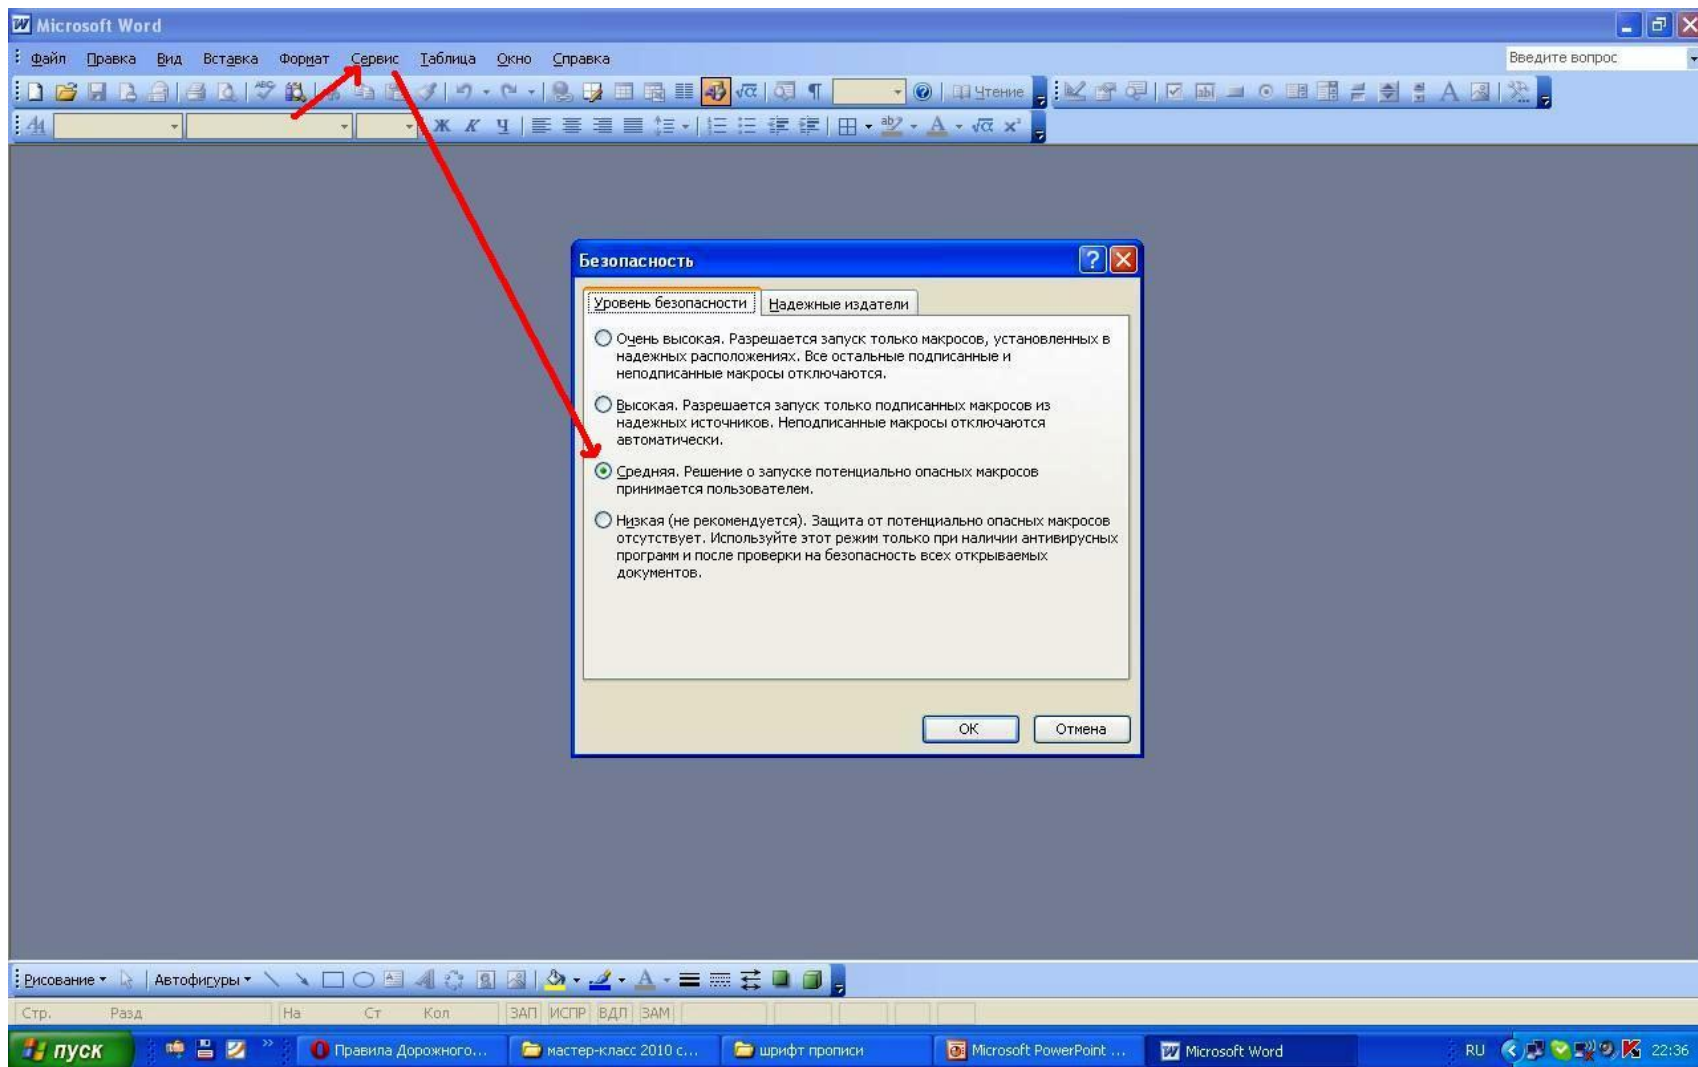 Microsoft Word
Файл Правка Вид Вставка Формат Сервис Таблица Окно Справка
Введите вопрос
Чтение
Ж К Ч
Безопасность
Уровень безопасности Надежные издатели
Очень высокая. Разрешается запуск только макросов, установленных в
надежных расположениях. Все остальные подписанные и
неподписанные макросы отключаются.
Высокая. Разрешается запуск только подписанных макросов из
надежных источников. Неподписанные макросы отключаются
автоматически.
Средняя. Решение о запуске потенциально опасных макросов
принимается пользователем.
Низкая (не рекомендуется). Защита от потенциально опасных макросов
отсутствует. Используйте этот режим только при наличии антивирусных
программ и после проверки на безопасность всех открываемых
документов.
ОК Отмена
Рисование Автофигуры
Стр. Разд На Ст Кол ЗАП ИСПР ВДЛ ЗАМ
пуск Правила Дорожного... мастер-класс 2010 с... шрифт прописи Microsoft PowerPoint ... Microsoft Word RU 22:36